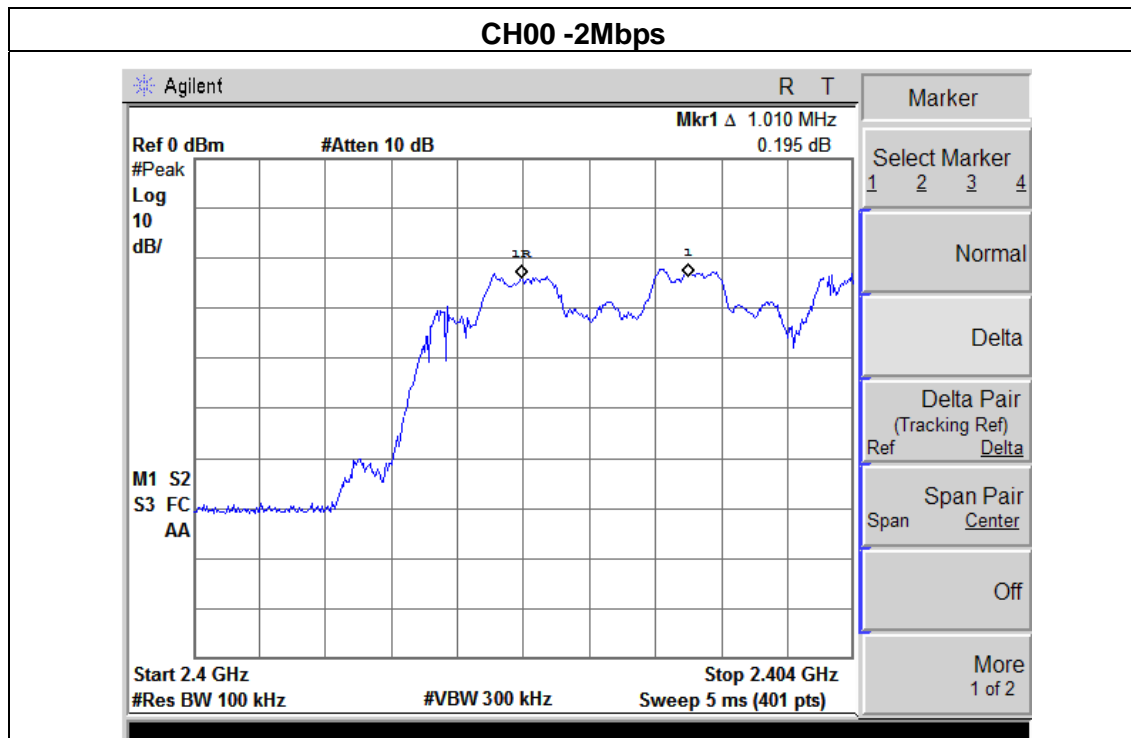 CH00 -2Mbps
Agilent R T
Mkr1 Δ 1.010 MHz
Ref 0 dBm #Atten 10 dB 0.195 dB
#Peak
Log
10
dB/
1R 1
M1 S2
S3 FC
AA
Start 2.4 GHz Stop 2.404 GHz
#Res BW 100 kHz #VBW 300 kHz Sweep 5 ms (401 pts)
Marker
Select Marker
1 2 3 4
Normal
Delta
Delta Pair
(Tracking Ref)
Ref Delta
Span Pair
Span Center
Off
More
1 of 2